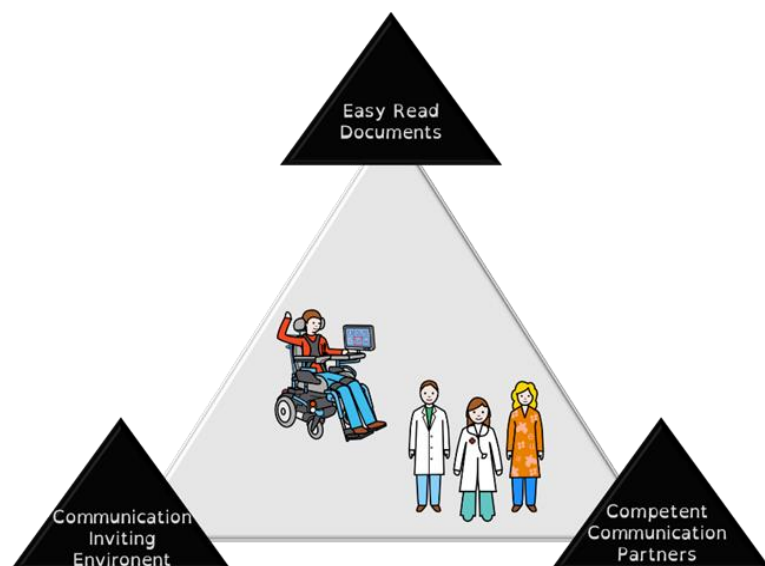 Easy Read
Documents
Communication
Inviting
Environent
Competent
Communication
Partners